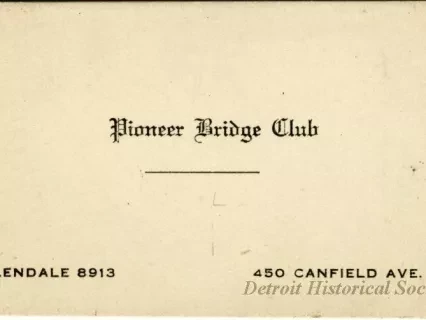 Pioneer Bridge Club
LENDALE 8913
450 CANFIELD AVE.
Detroit Historical Soc